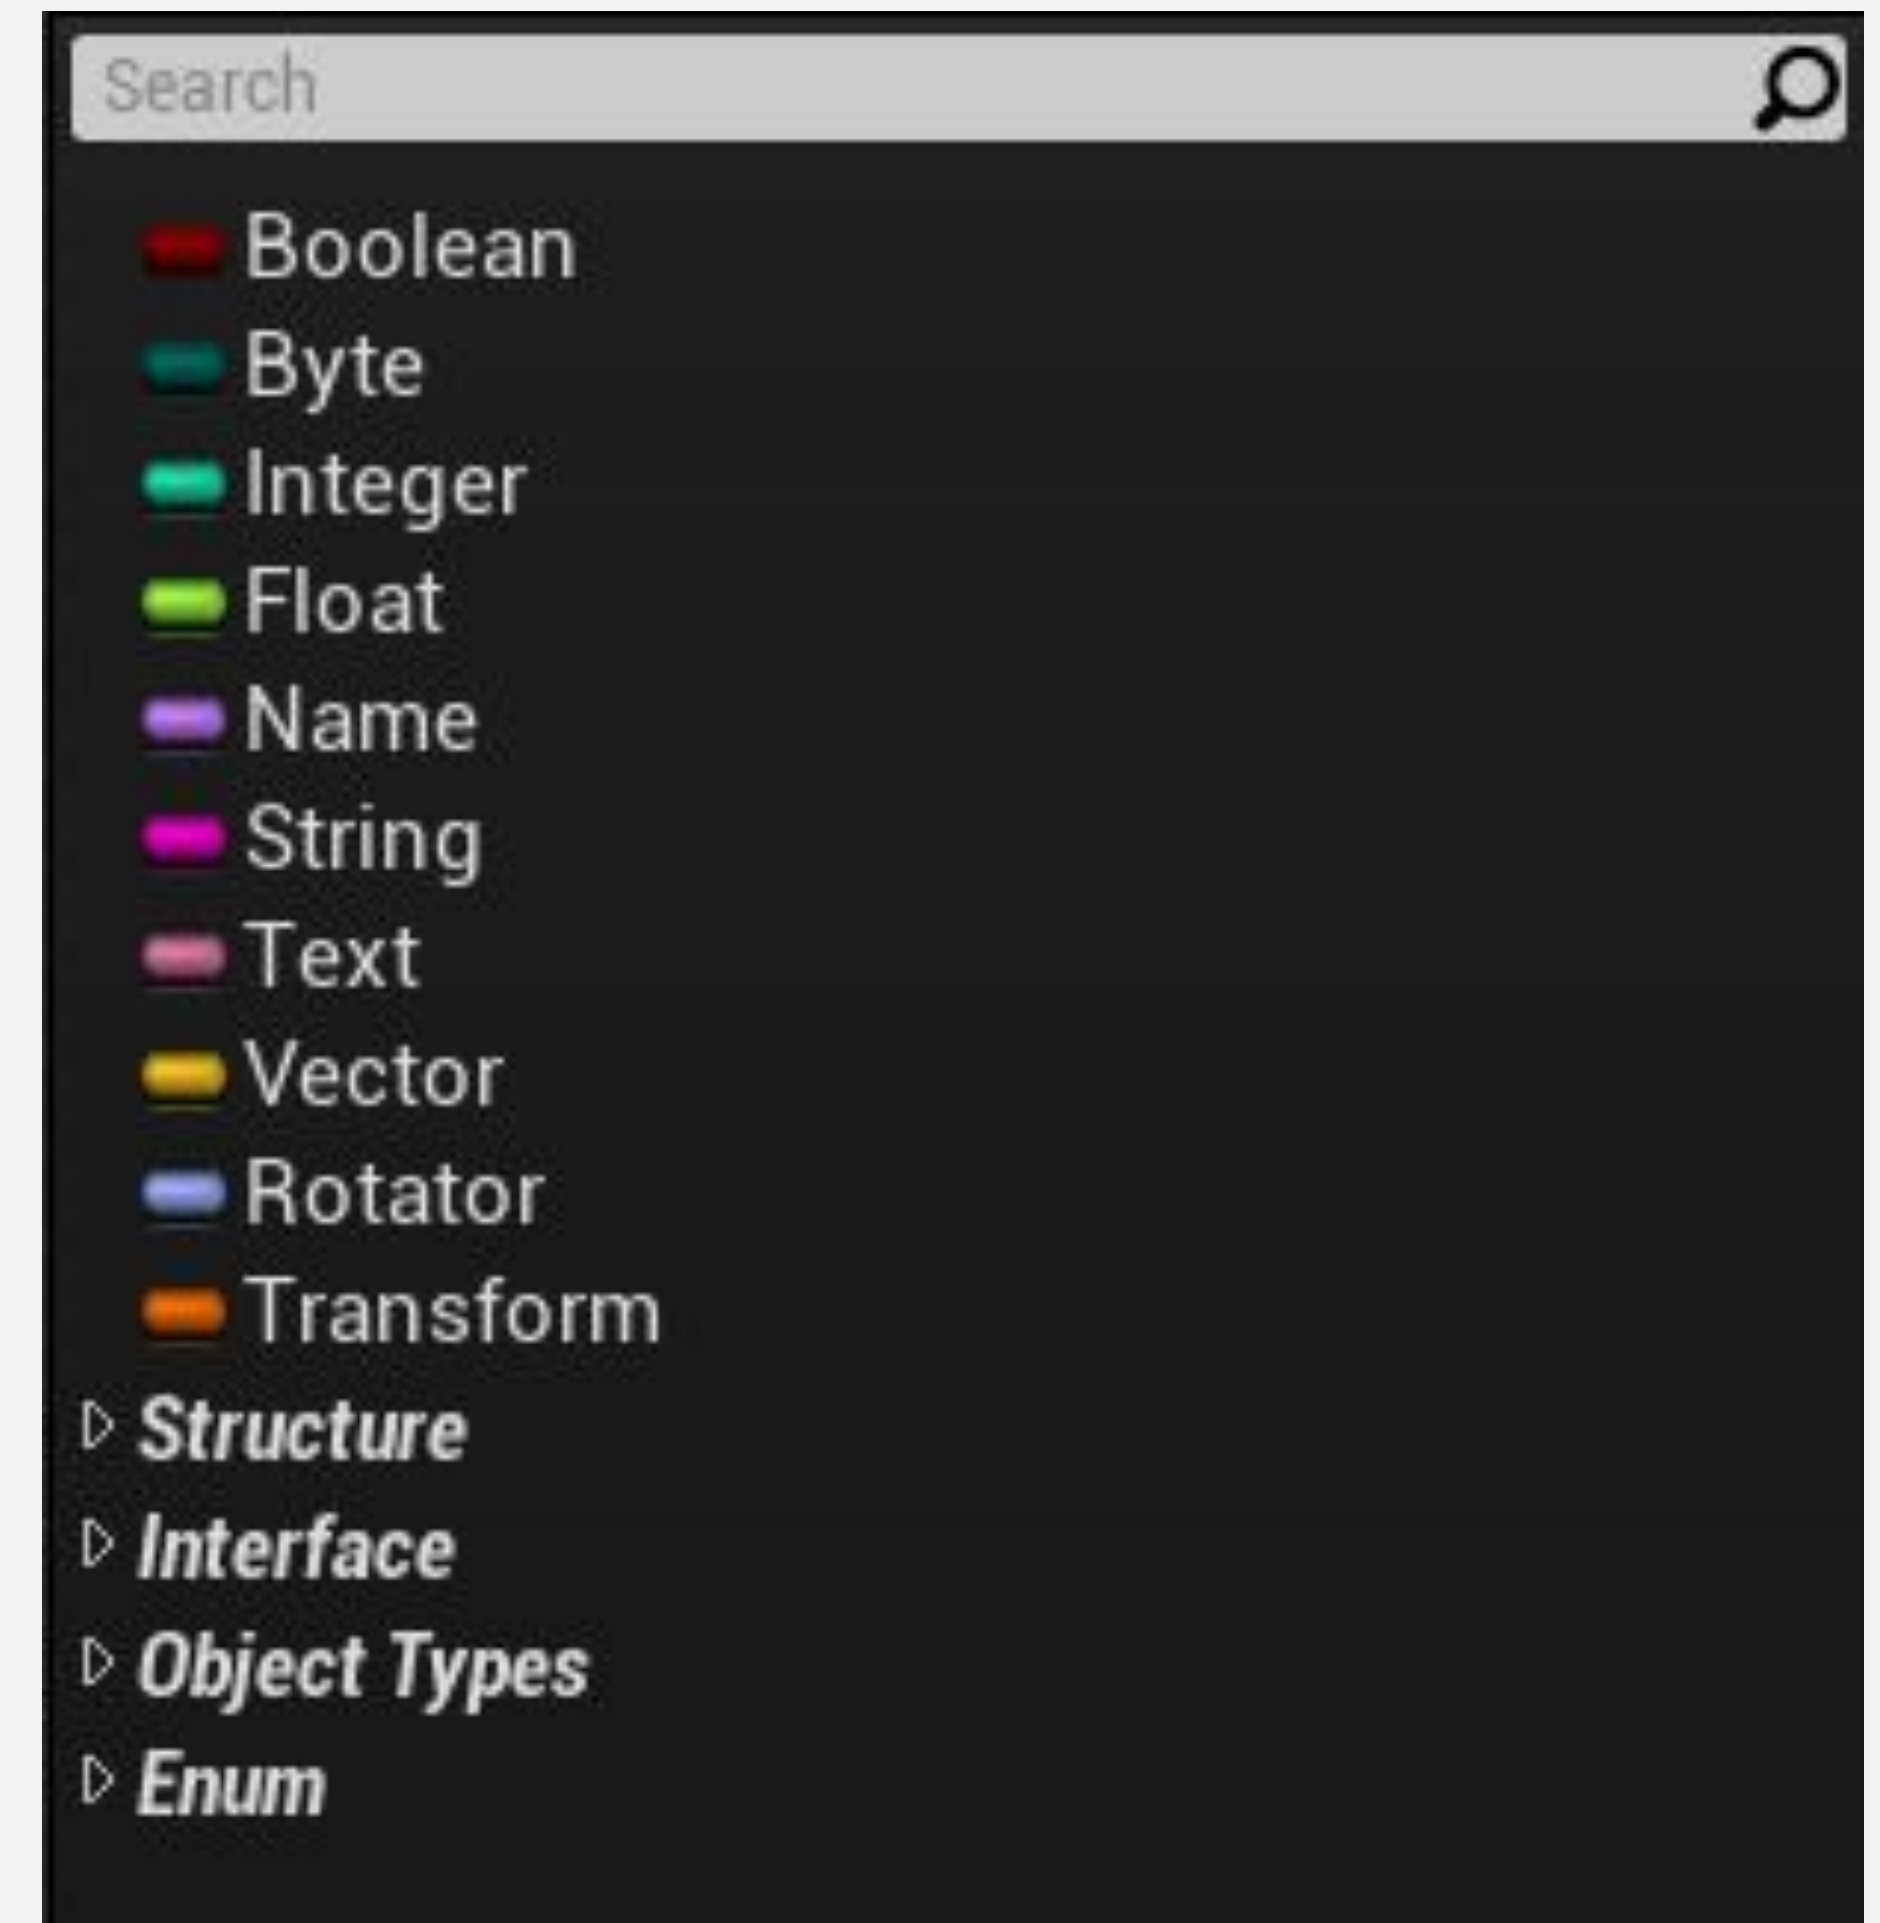 Search
Boolean
Byte
Integer
Float
Name
String
Text
Vector
Rotator
Transform
Structure
Interface
Object Types
Enum